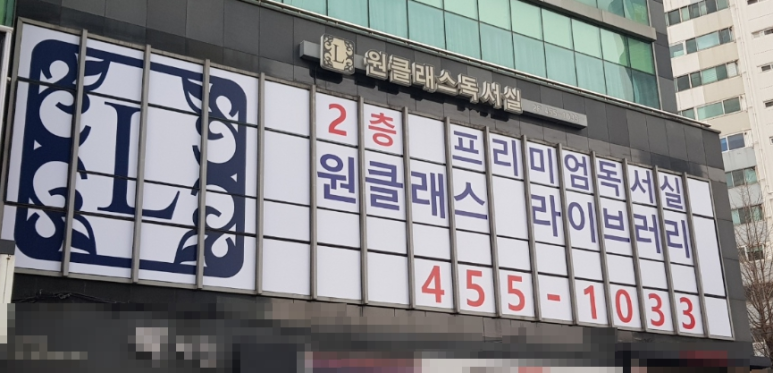 L 원클래스독서실
2층 프리미엄독서실
L
원클래스 라이브러리
455-1033